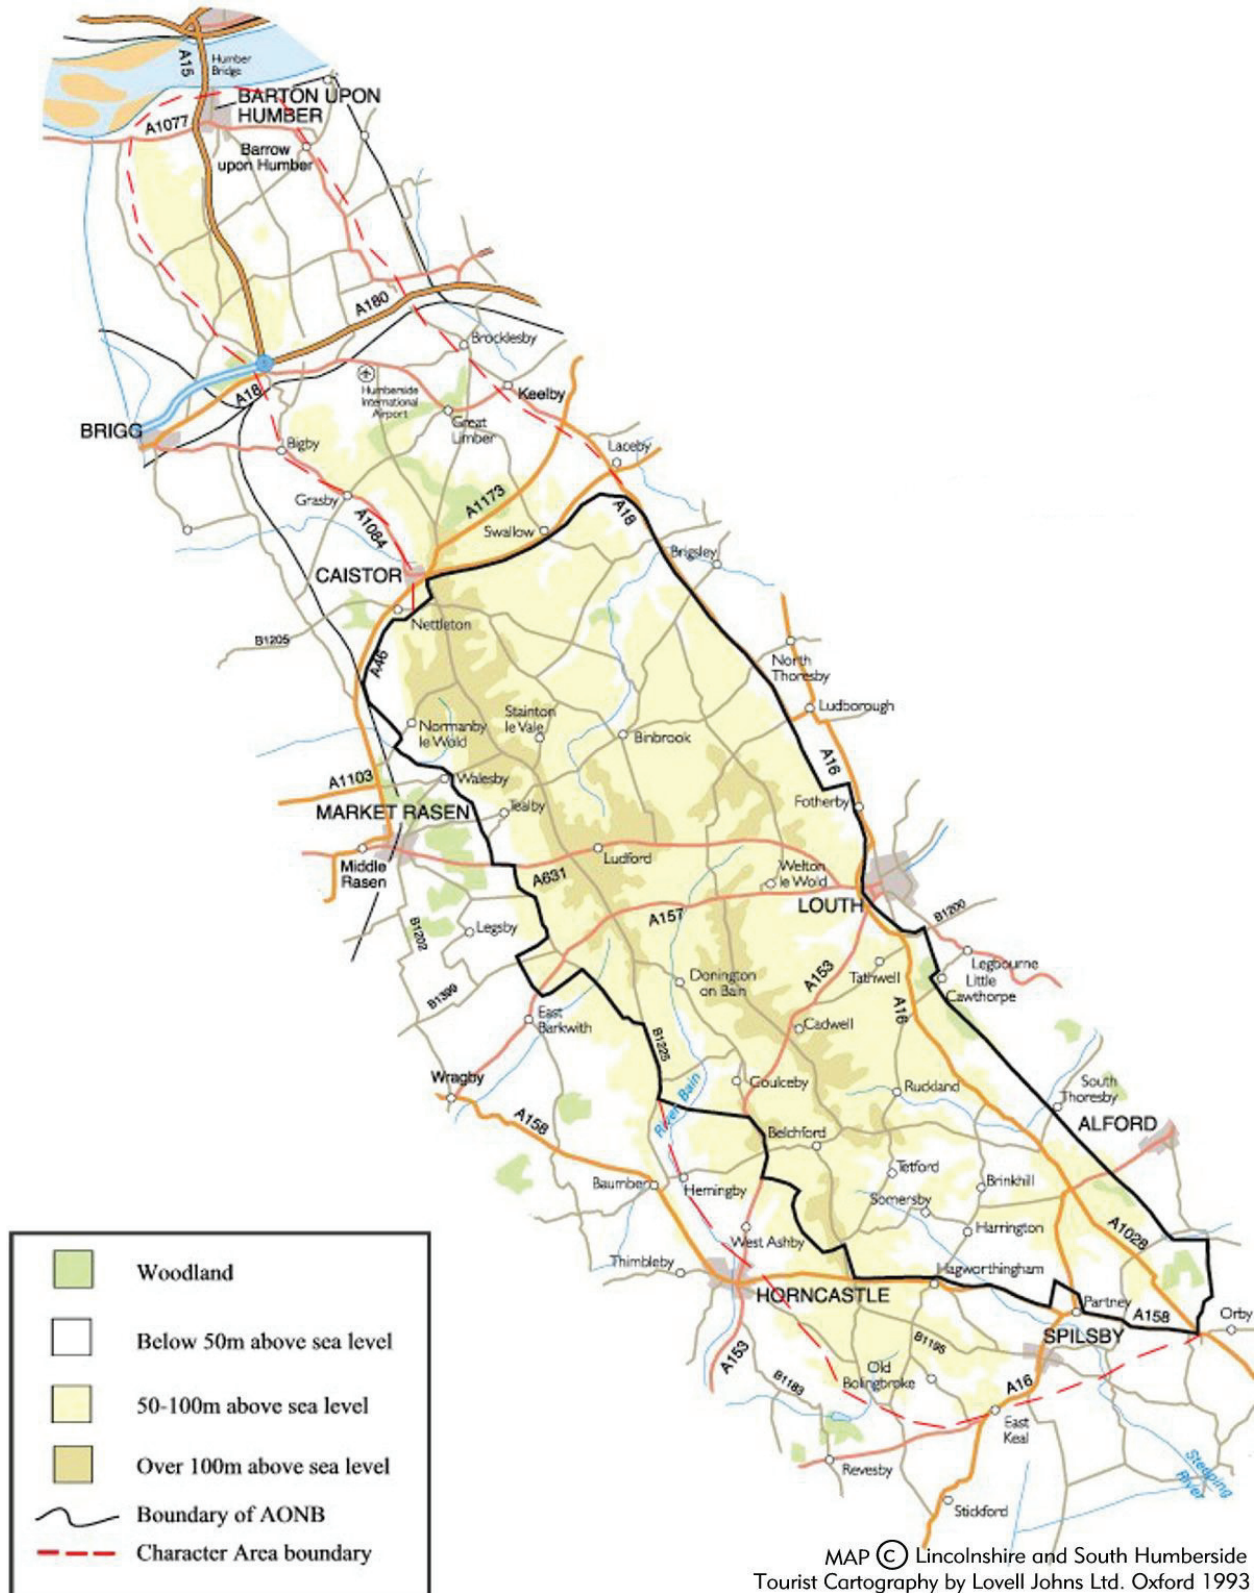 A15
Humber
Bridge
BARTON UPON
HUMBER
A1077
Barrow
upon Humber
A180
Brocklesby
Humberside
International
Airport
Keelby
A18
Great
Limber
BRIGG
Bigby
Laceby
Grasby
A1173
A1084
Swallow
A18
Brigsley
CAISTOR
Nettleton
B1205
A46
North
Thoresby
Ludborough
Normanby
le Wold
Stainton
le Vale
Binbrook
A16
A1103
Walesby
MARKET RASEN
Tealby
Fotherby
Middle
Rasen
Ludford
Welton
le Wold
A631
LOUTH
A157
B1200
B1202
Legsby
Legbourne
Little
Cawthorpe
Tathwell
A153
Donington
on Bain
B1399
A16
East
Barkwith
Cadwell
B1225
Wragby
Goulceby
Ruckland
South
Thoresby
River Bain
A158
ALFORD
Belchford
Tetford
Brinkhill
Baumber
Hemingby
Somersby
Harrington
A1028
West Ashby
Thimbleby
Hagworthingham
HORNCASTLE
Partney
A158
Orby
SPILSBY
B1195
A153
Old
Bolingbroke
B1183
A16
East
Keal
Revesby
Steeping
River
Stickford
Woodland
Below 50m above sea level
50-100m above sea level
Over 100m above sea level
Boundary of AONB
Character Area boundary
MAP © Lincolnshire and South Humberside
Tourist Cartography by Lovell Johns Ltd. Oxford 1993